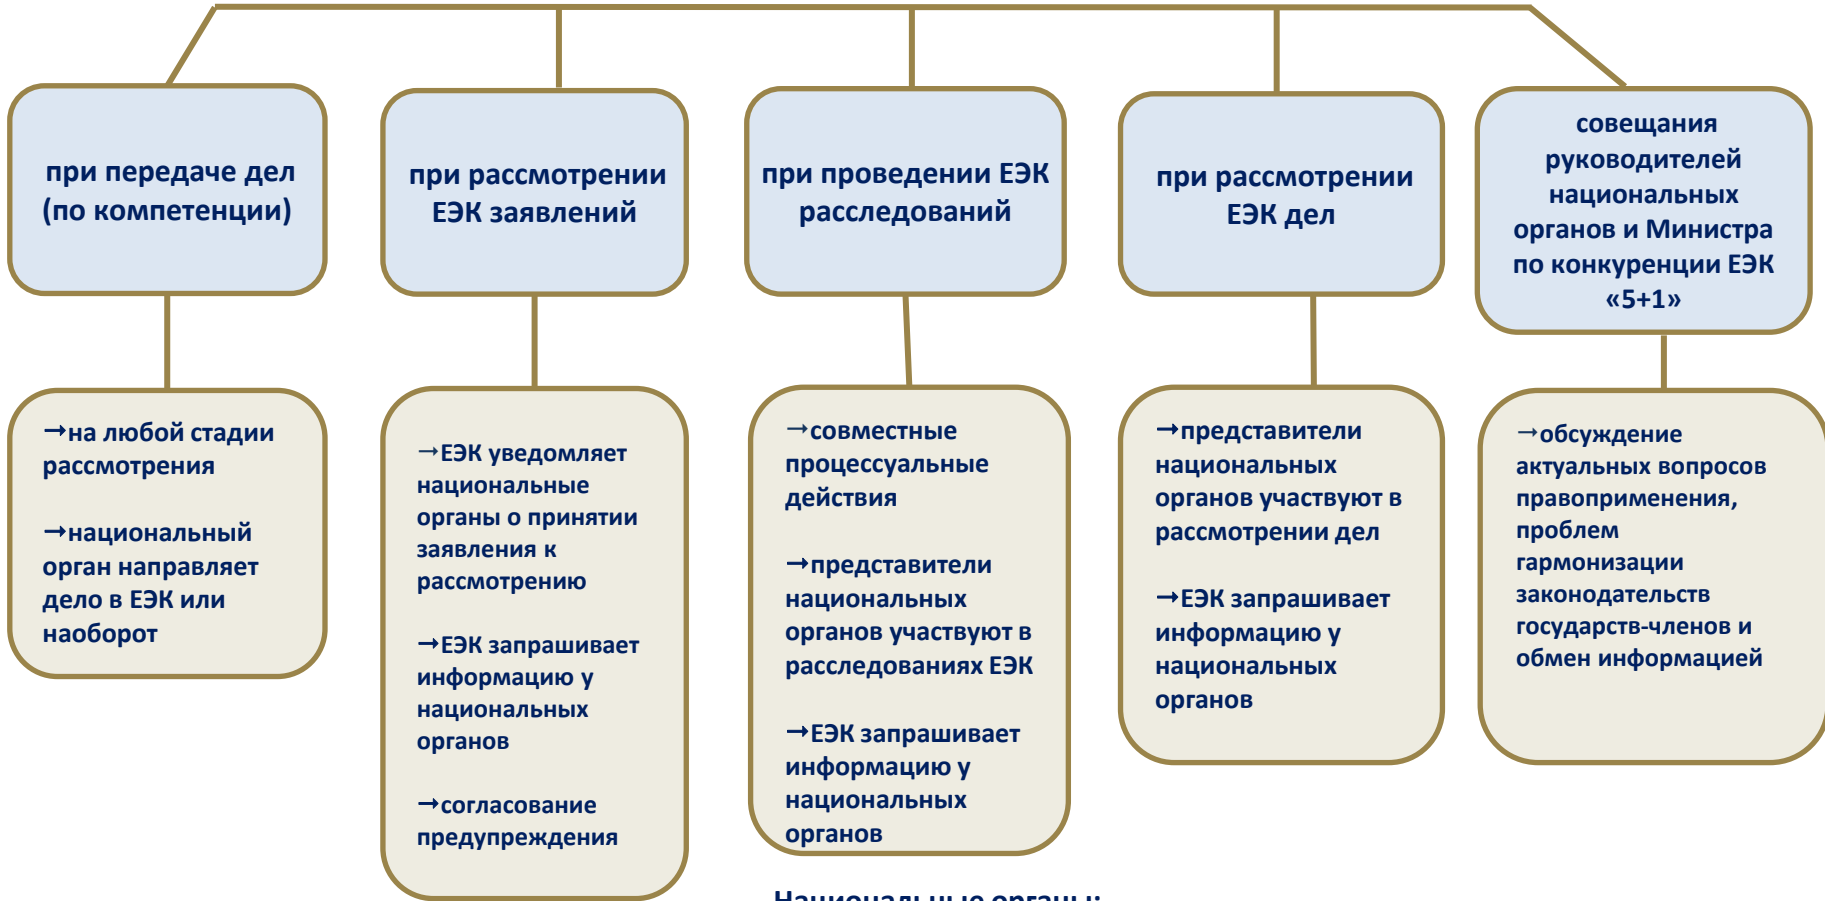 при передаче дел
(по компетенции)
при рассмотрении
ЕЭК заявлений
при проведении ЕЭК
расследований
при рассмотрении
ЕЭК дел
совещания
руководителей
национальных
органов и Министра
по конкуренции ЕЭК
«5+1»
→на любой стадии
рассмотрения
→национальный
орган направляет
дело в ЕЭК или
наоборот
→ЕЭК уведомляет
национальные
органы о принятии
заявления к
рассмотрению
→ЕЭК запрашивает
информацию у
национальных
органов
→согласование
предупреждения
→совместные
процессуальные
действия
→представители
национальных
органов участвуют в
расследованиях ЕЭК
→ЕЭК запрашивает
информацию у
национальных
органов
→представители
национальных
органов участвуют в
рассмотрении дел
→ЕЭК запрашивает
информацию у
национальных
органов
→обсуждение
актуальных вопросов
правоприменения,
проблем
гармонизации
законодательств
государств-членов и
обмен информацией
Национальные органы: